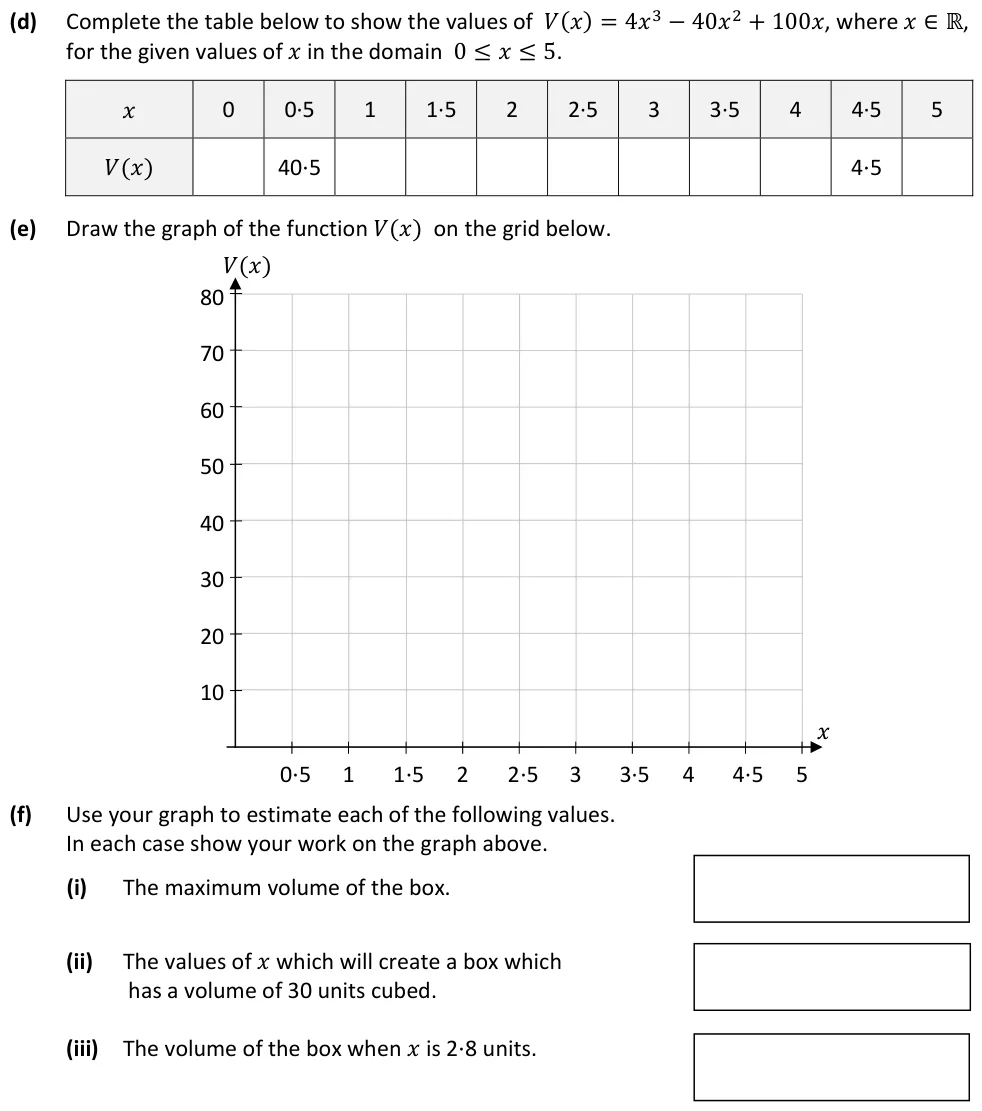 (d) Complete the table below to show the values of V(x) = 4x³ − 40x² + 100x, where x ∈ ℝ,
for the given values of x in the domain 0 ≤ x ≤ 5.
x 0 0·5 1 1·5 2 2·5 3 3·5 4 4·5 5
V(x) 40·5 4·5
(e) Draw the graph of the function V(x) on the grid below.
V(x)
80
70
60
50
40
30
20
10
x
0·5 1 1·5 2 2·5 3 3·5 4 4·5 5
(f) Use your graph to estimate each of the following values.
In each case show your work on the graph above.
(i) The maximum volume of the box.
(ii) The values of x which will create a box which
has a volume of 30 units cubed.
(iii) The volume of the box when x is 2·8 units.